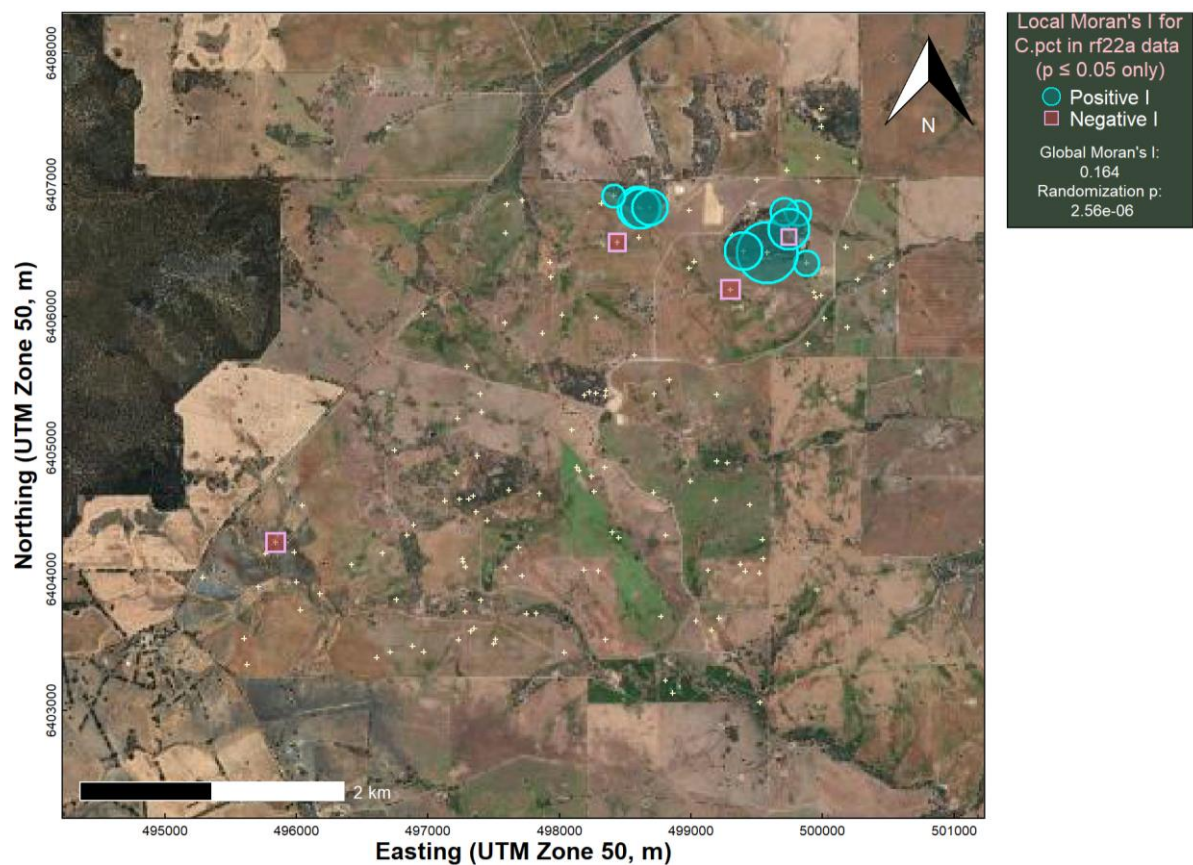 Local Moran's I for
C.pct in rf22a data
(p ≤ 0.05 only)
Positive I
Negative I
Global Moran's I:
0.164
Randomization p:
2.56e-06
N
6408000
6407000
6406000
6405000
6404000
6403000
Northing (UTM Zone 50, m)
2 km
495000 496000 497000 498000 499000 500000 501000
Easting (UTM Zone 50, m)